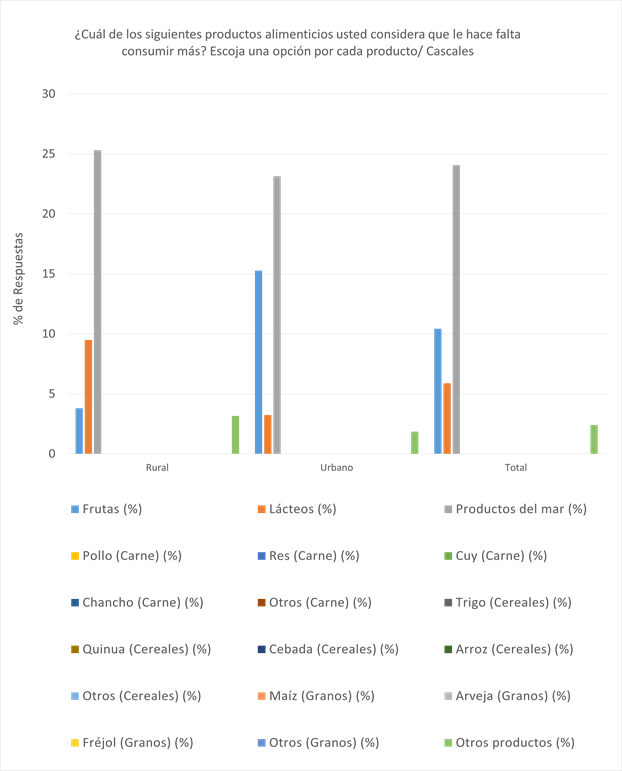 ¿Cuál de los siguientes productos alimenticios usted considera que le hace falta
consumir más? Escoja una opción por cada producto/ Cascales
30
25
20
15
10
5
0
% de Respuestas
Rural Urbano Total
Frutas (%) Lácteos (%) Productos del mar (%)
Pollo (Carne) (%) Res (Carne) (%) Cuy (Carne) (%)
Chancho (Carne) (%) Otros (Carne) (%) Trigo (Cereales) (%)
Quinua (Cereales) (%) Cebada (Cereales) (%) Arroz (Cereales) (%)
Otros (Cereales) (%) Maíz (Granos) (%) Arveja (Granos) (%)
Fréjol (Granos) (%) Otros (Granos) (%) Otros productos (%)